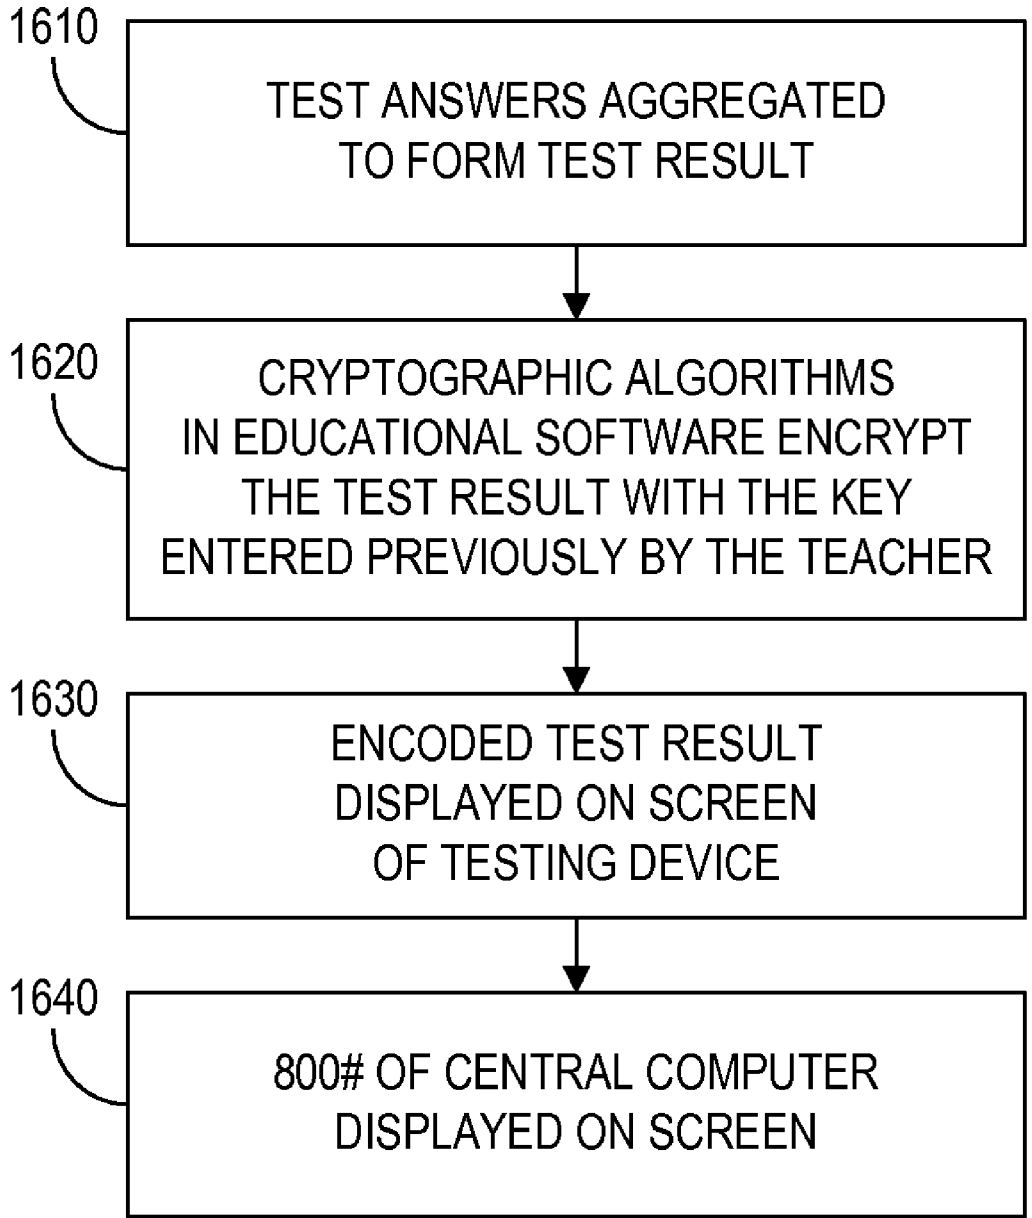 1610
TEST ANSWERS AGGREGATED
TO FORM TEST RESULT
1620
CRYPTOGRAPHIC ALGORITHMS
IN EDUCATIONAL SOFTWARE ENCRYPT
THE TEST RESULT WITH THE KEY
ENTERED PREVIOUSLY BY THE TEACHER
1630
ENCODED TEST RESULT
DISPLAYED ON SCREEN
OF TESTING DEVICE
1640
800# OF CENTRAL COMPUTER
DISPLAYED ON SCREEN